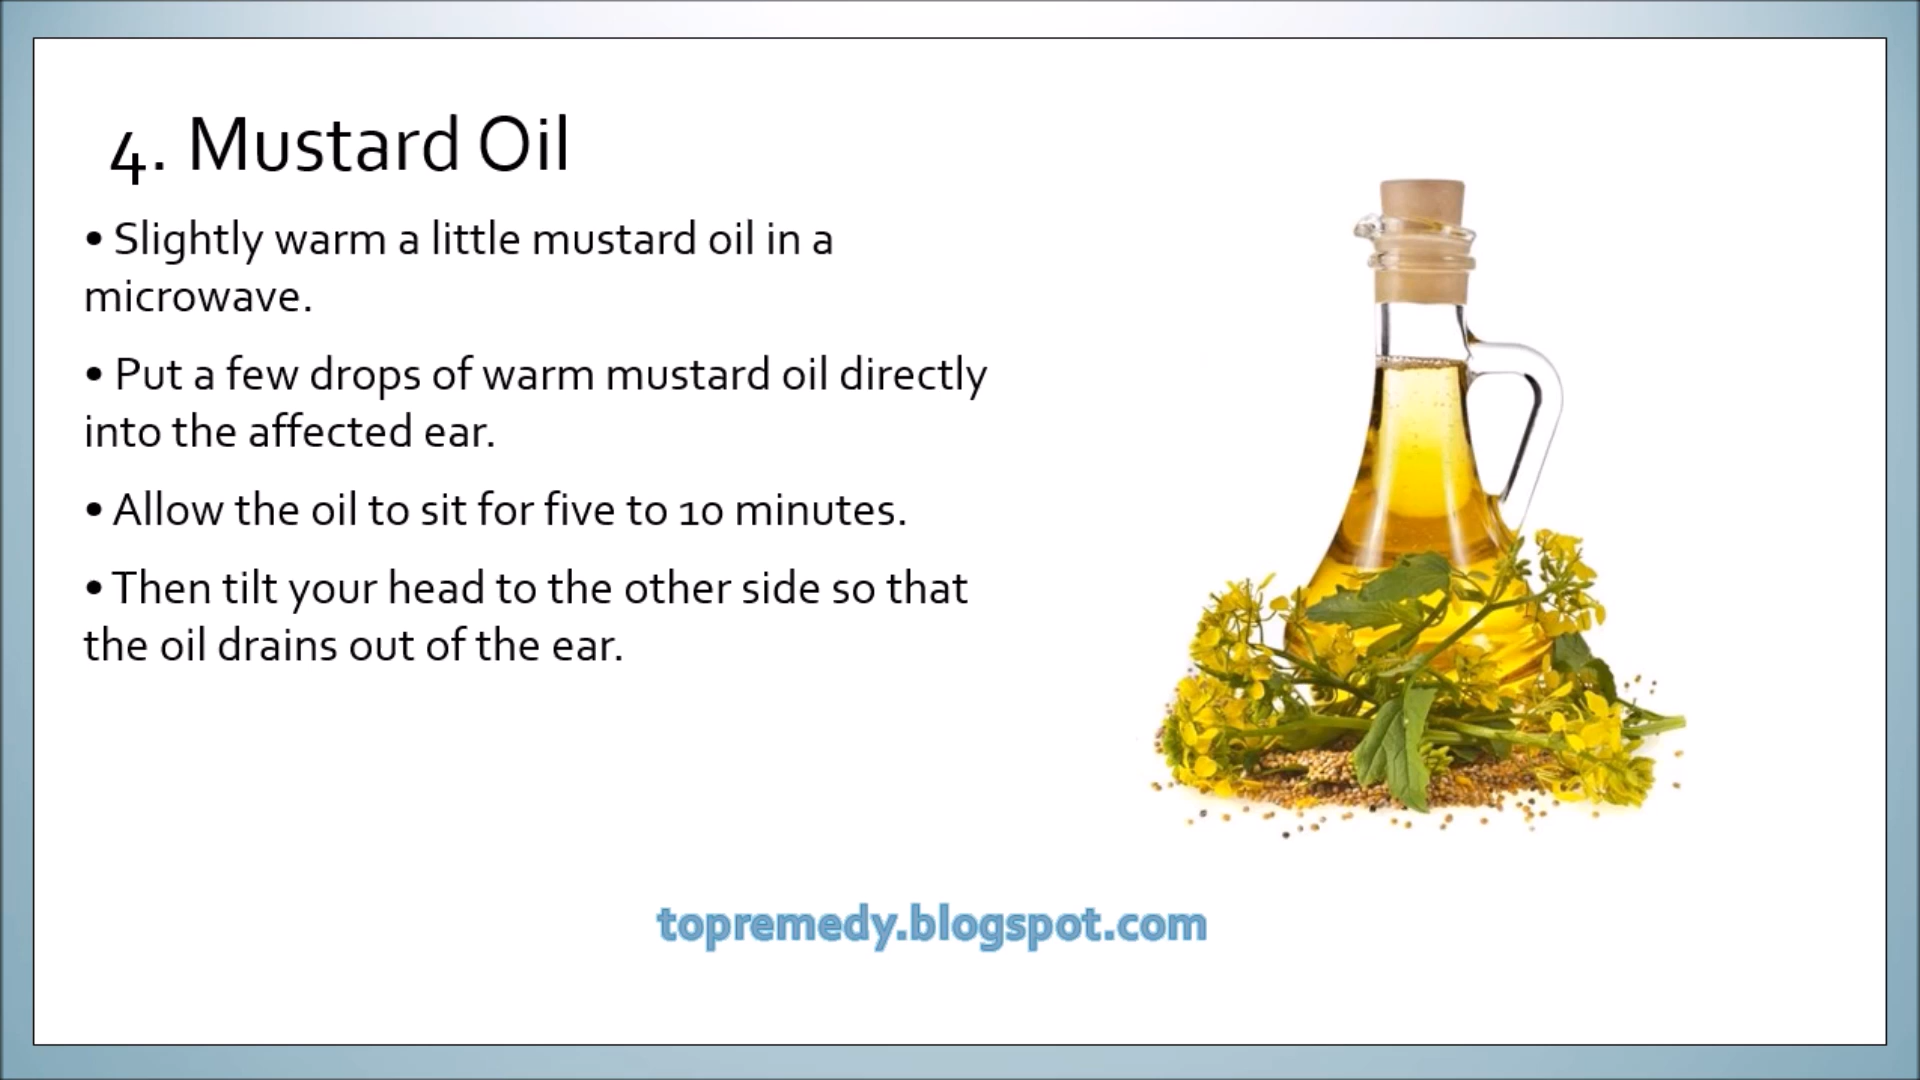 4. Mustard Oil
• Slightly warm a little mustard oil in a
microwave.
• Put a few drops of warm mustard oil directly
into the affected ear.
• Allow the oil to sit for five to 10 minutes.
• Then tilt your head to the other side so that
the oil drains out of the ear.
topremedy.blogspot.com